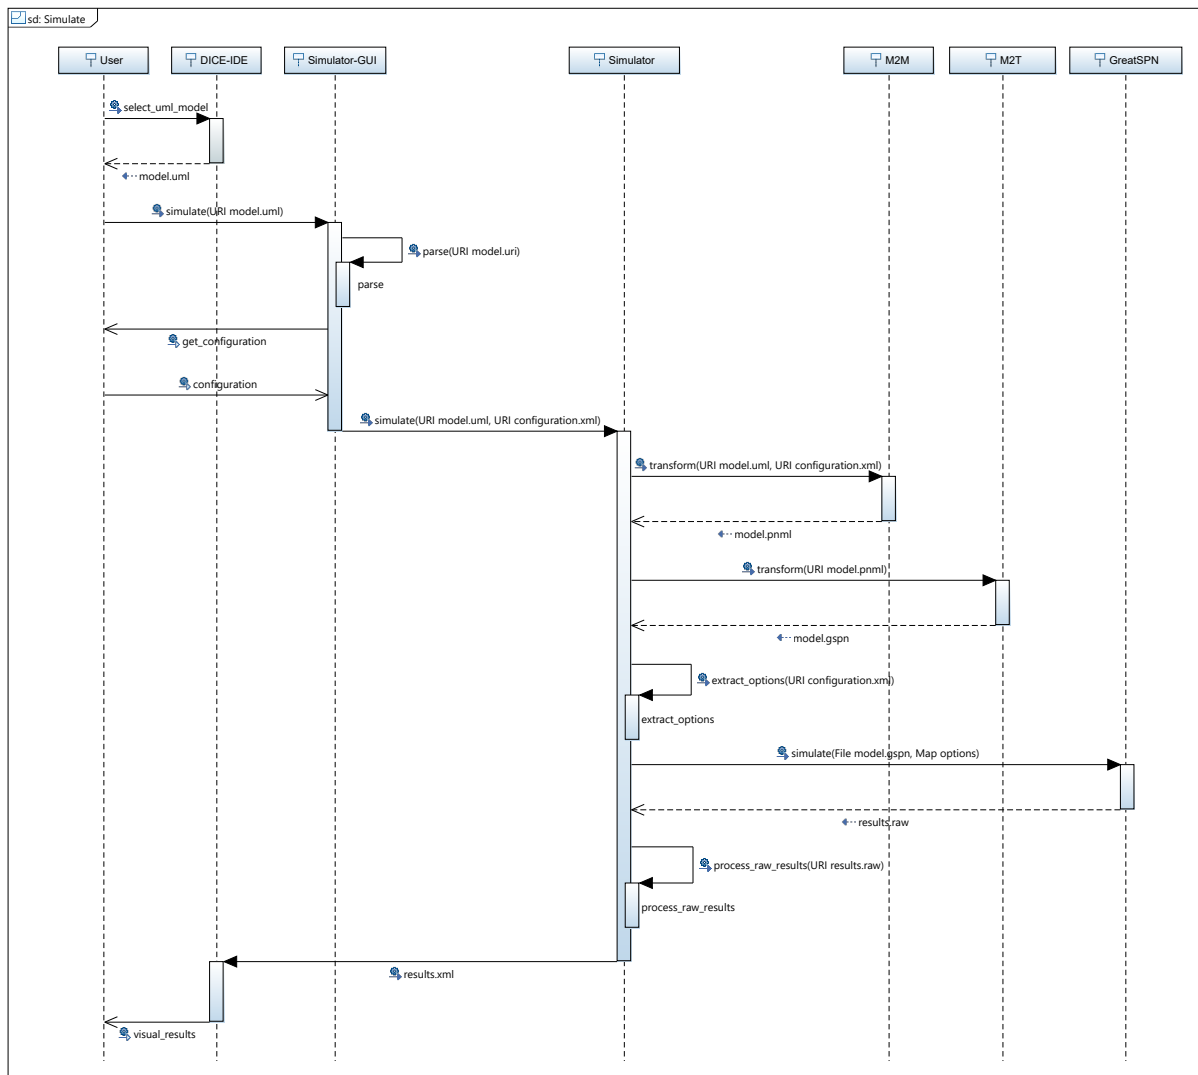 sd: Simulate
User
DICE-IDE
Simulator-GUI
Simulator
M2M
M2T
GreatSPN
select_uml_model
model.uml
simulate(URI model.uml)
parse(URI model.uri)
parse
get_configuration
configuration
simulate(URI model.uml, URI configuration.xml)
transform(URI model.uml, URI configuration.xml)
model.pnml
transform(URI model.pnml)
model.gspn
extract_options(URI configuration.xml)
extract_options
simulate(File model.gspn, Map options)
results.raw
process_raw_results(URI results.raw)
process_raw_results
results.xml
visual_results